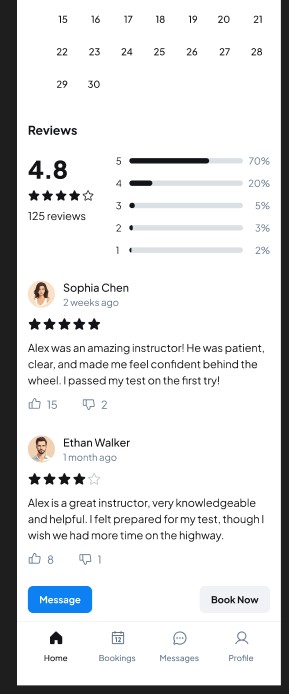 15 16 17 18 19 20 21
22 23 24 25 26 27 28
29 30
Reviews
4.8
125 reviews
5 70%
4 20%
3 5%
2 3%
1 2%
Sophia Chen
2 weeks ago
Alex was an amazing instructor! He was patient,
clear, and made me feel confident behind the
wheel. I passed my test on the first try!
15 2
Ethan Walker
1 month ago
Alex is a great instructor, very knowledgeable
and helpful. I felt prepared for my test, though I
wish we had more time on the highway.
8 1
Message Book Now
12
Home Bookings Messages Profile